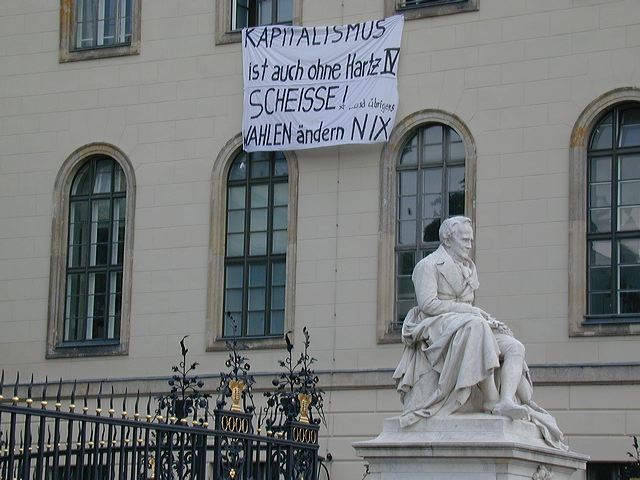 KAPITALISMUS
ist auch ohne Hartz IV
SCHEISSE! ...und übrigens
WAHLEN ändern NIX